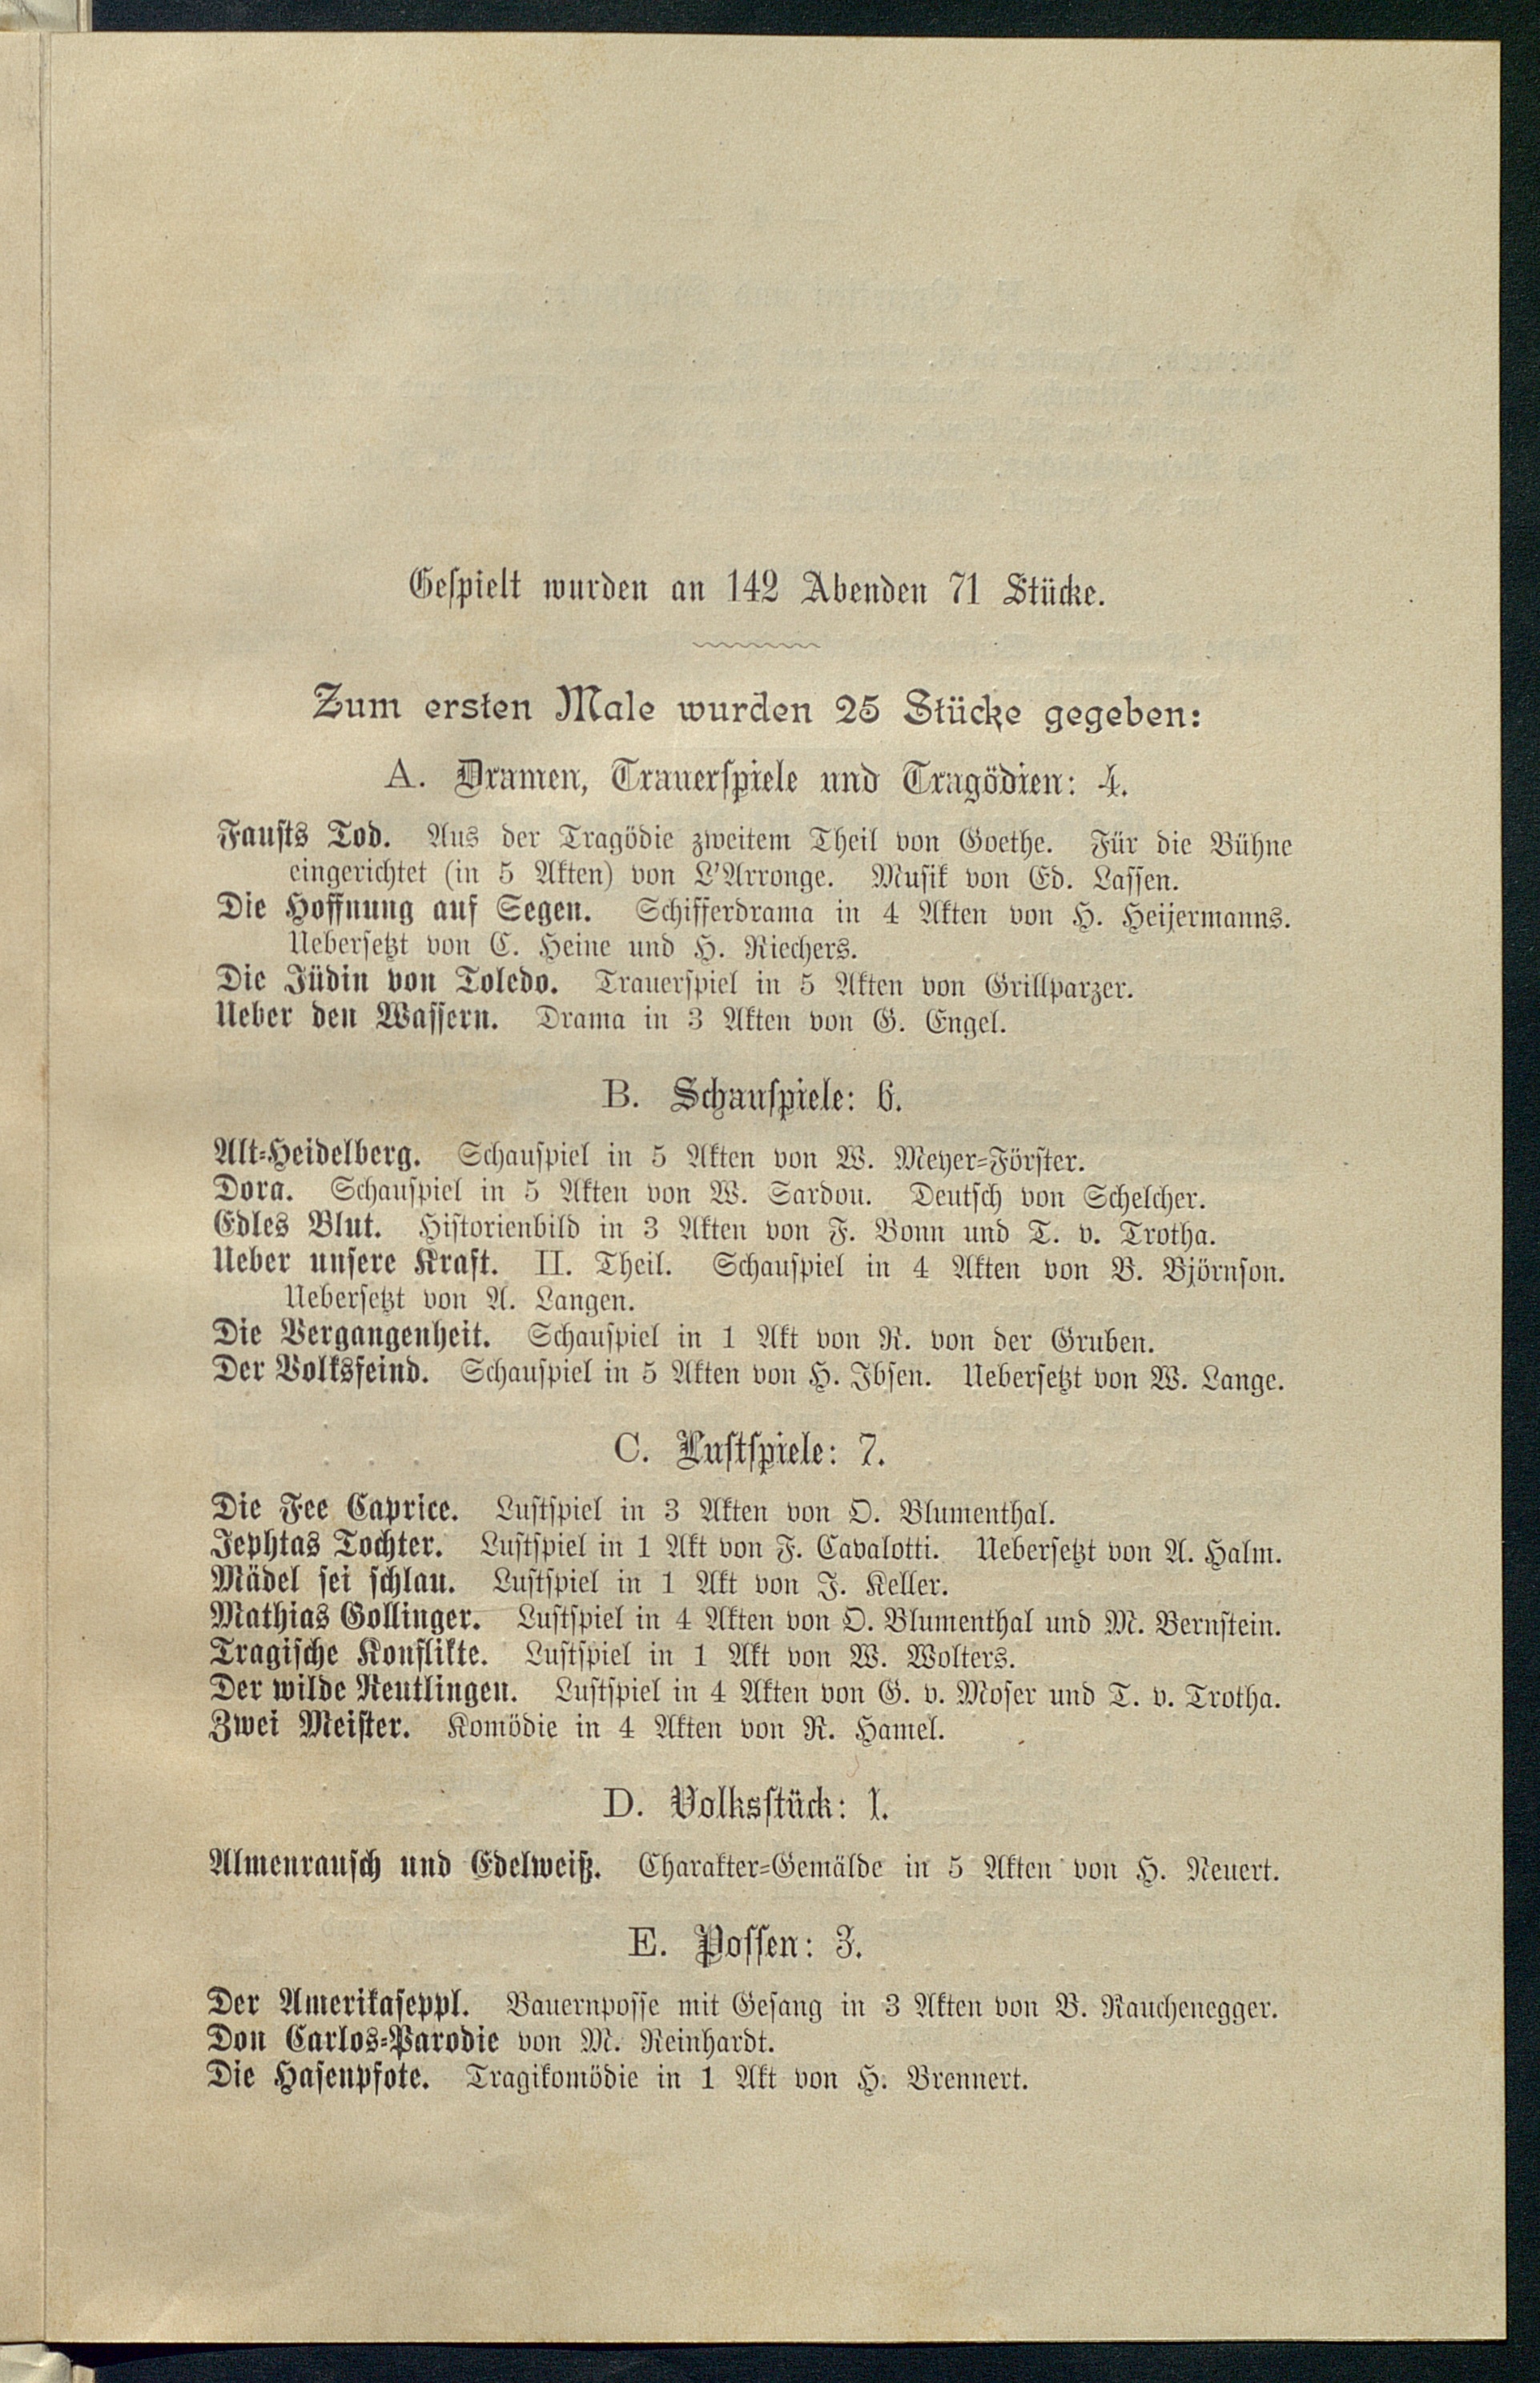 Gespielt wurden an 142 Abenden 71 Stücke.
Zum ersten Male wurden 25 Stücke gegeben:
A. Dramen, Trauerspiele und Tragödien: 4.
Fausts Tod. Aus der Tragödie zweitem Theil von Goethe. Für die Bühne
eingerichtet (in 5 Akten) von L'Arronge. Musik von Ed. Lassen.
Die Hoffnung auf Segen. Schifferdrama in 4 Akten von H. Heijermanns.
Uebersetzt von C. Heine und H. Riechers.
Die Jüdin von Toledo. Trauerspiel in 5 Akten von Grillparzer.
Ueber den Wassern. Drama in 3 Akten von G. Engel.
B. Schauspiele: 6.
Alt-Heidelberg. Schauspiel in 5 Akten von W. Meyer-Förster.
Dora. Schauspiel in 5 Akten von W. Sardou. Deutsch von Schelcher.
Edles Blut. Historienbild in 3 Akten von F. Bonn und T. v. Trotha.
Ueber unsere Kraft. II. Theil. Schauspiel in 4 Akten von B. Björnson.
Uebersetzt von A. Langen.
Die Vergangenheit. Schauspiel in 1 Akt von R. von der Gruben.
Der Volksfeind. Schauspiel in 5 Akten von H. Ibsen. Uebersetzt von W. Lange.
C. Lustspiele: 7.
Die Fee Caprice. Lustspiel in 3 Akten von O. Blumenthal.
Jephtas Tochter. Lustspiel in 1 Akt von F. Cavalotti. Uebersetzt von A. Halm.
Mädel sei schlau. Lustspiel in 1 Akt von J. Keller.
Mathias Gollinger. Lustspiel in 4 Akten von O. Blumenthal und M. Bernstein.
Tragische Konflikte. Lustspiel in 1 Akt von W. Wolters.
Der wilde Reutlingen. Lustspiel in 4 Akten von G. v. Moser und T. v. Trotha.
Zwei Meister. Komödie in 4 Akten von R. Hamel.
D. Volksstück: 1.
Almenrausch und Edelweiß. Charakter-Gemälde in 5 Akten von H. Neuert.
E. Possen: 3.
Der Amerikaseppl. Bauernposse mit Gesang in 3 Akten von B. Rauchenegger.
Don Carlos-Parodie von M. Reinhardt.
Die Hasenpfote. Tragikomödie in 1 Akt von H. Brennert.